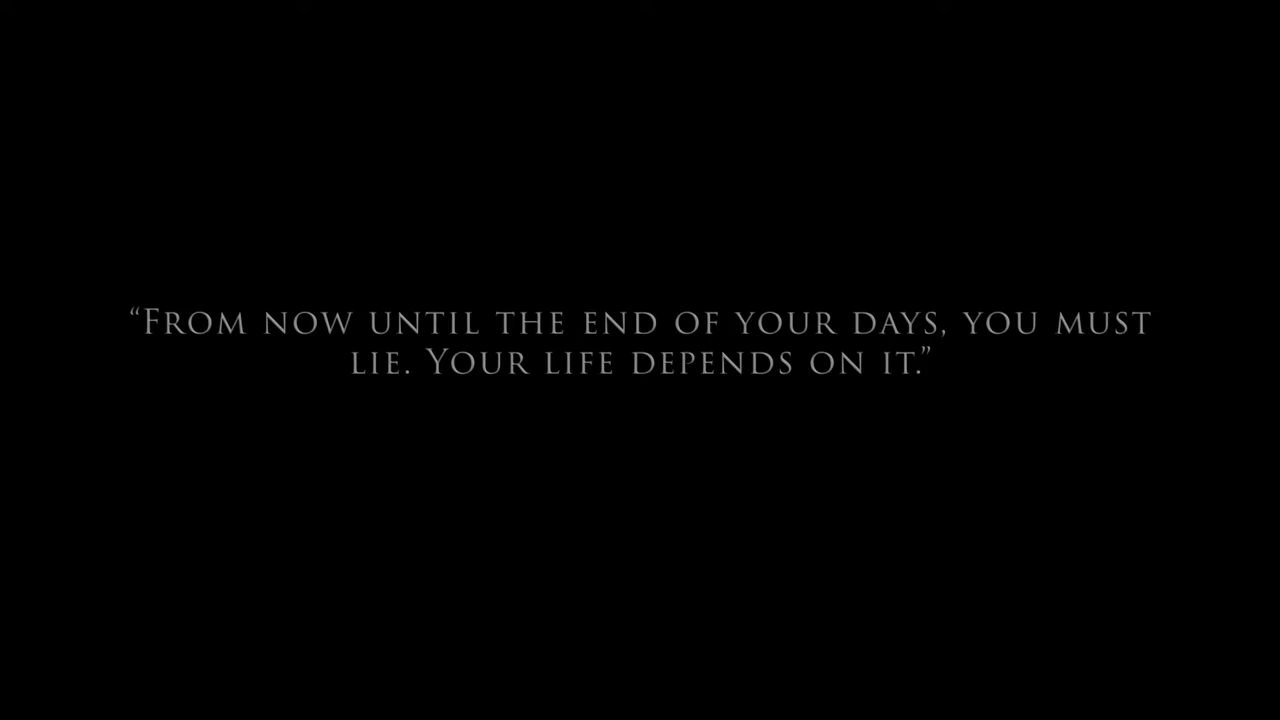 “From now until the end of your days, you must
lie. Your life depends on it.”